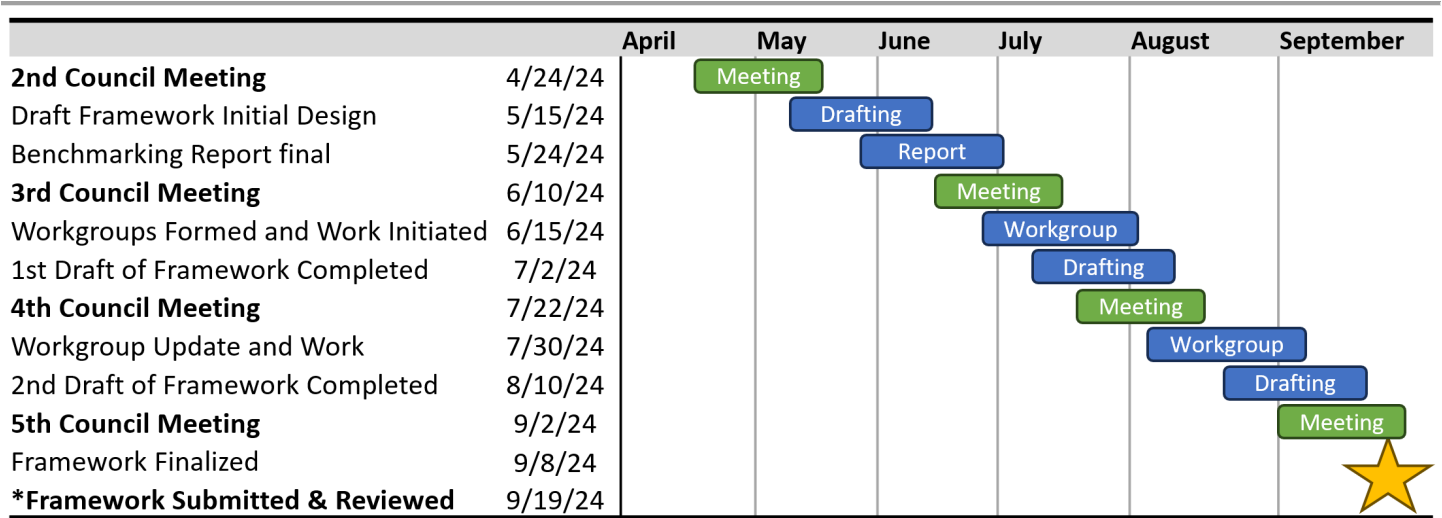 April May June July August September
2nd Council Meeting 4/24/24 Meeting
Draft Framework Initial Design 5/15/24 Drafting
Benchmarking Report final 5/24/24 Report
3rd Council Meeting 6/10/24 Meeting
Workgroups Formed and Work Initiated 6/15/24 Workgroup
1st Draft of Framework Completed 7/2/24 Drafting
4th Council Meeting 7/22/24 Meeting
Workgroup Update and Work 7/30/24 Workgroup
2nd Draft of Framework Completed 8/10/24 Drafting
5th Council Meeting 9/2/24 Meeting
Framework Finalized 9/8/24
*Framework Submitted & Reviewed 9/19/24